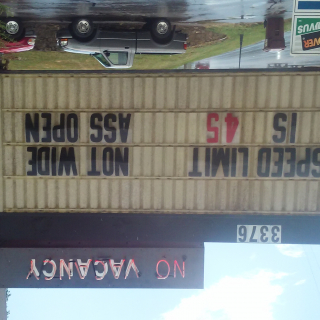 NO VACANCY
3376
SPEED LIMIT
IS 45
NOT WIDE
ASS OPEN